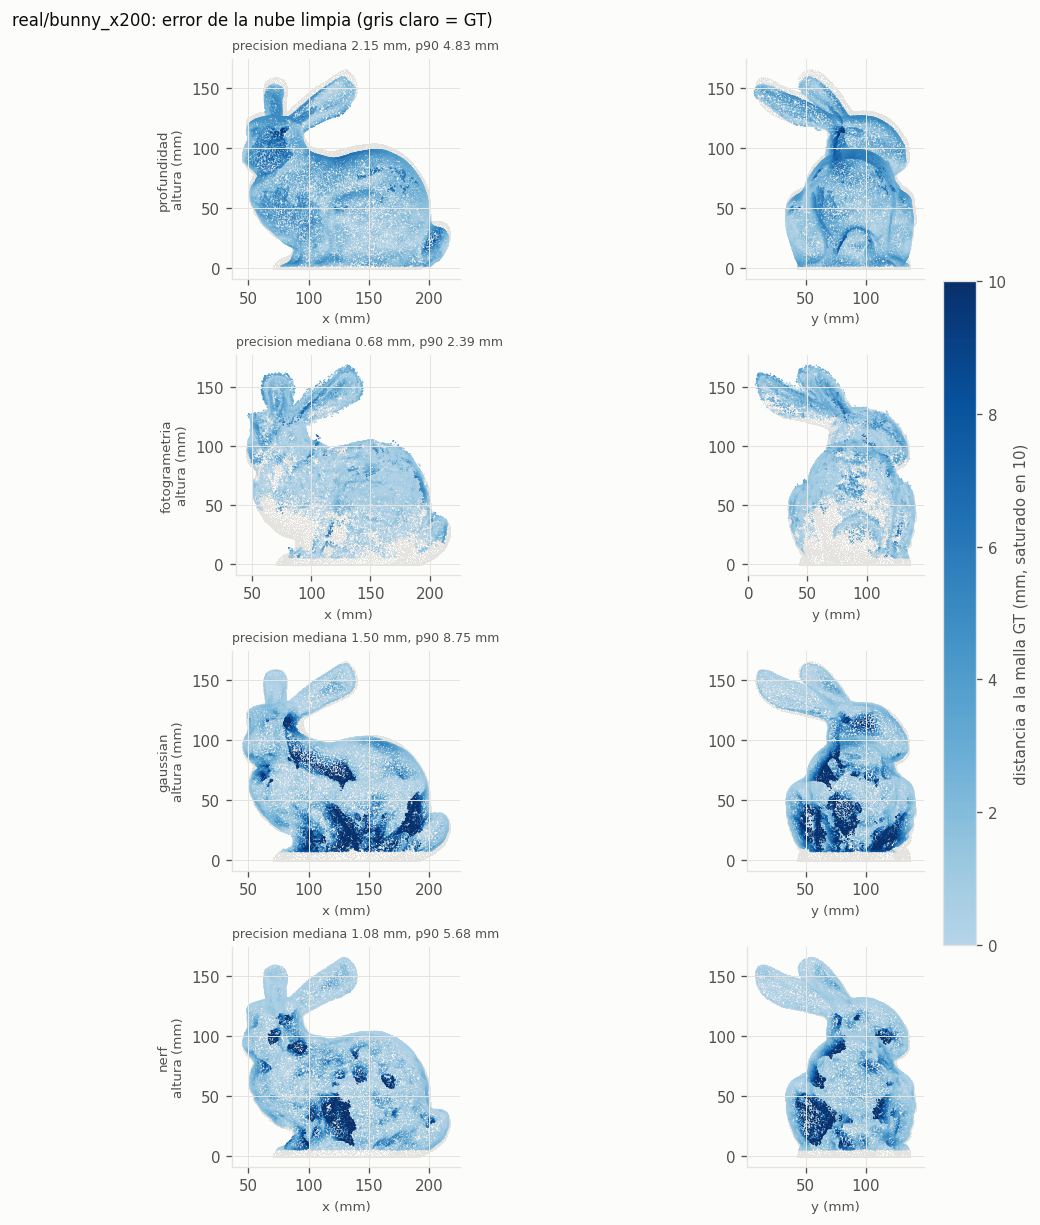 real/bunny_x200: error de la nube limpia (gris claro = GT)
precision mediana 2.15 mm, p90 4.83 mm
profundidad
altura (mm)
150
100
50
0
50 100 150 200
x (mm)
150
100
50
0
50 100
y (mm)
precision mediana 0.68 mm, p90 2.39 mm
fotogrametria
altura (mm)
150
100
50
0
50 100 150 200
x (mm)
150
100
50
0
0 50 100
y (mm)
precision mediana 1.50 mm, p90 8.75 mm
gaussian
altura (mm)
150
100
50
0
50 100 150 200
x (mm)
150
100
50
0
50 100
y (mm)
precision mediana 1.08 mm, p90 5.68 mm
nerf
altura (mm)
150
100
50
0
50 100 150 200
x (mm)
150
100
50
0
50 100
y (mm)
10
8
6
4
2
0
distancia a la malla GT (mm, saturado en 10)